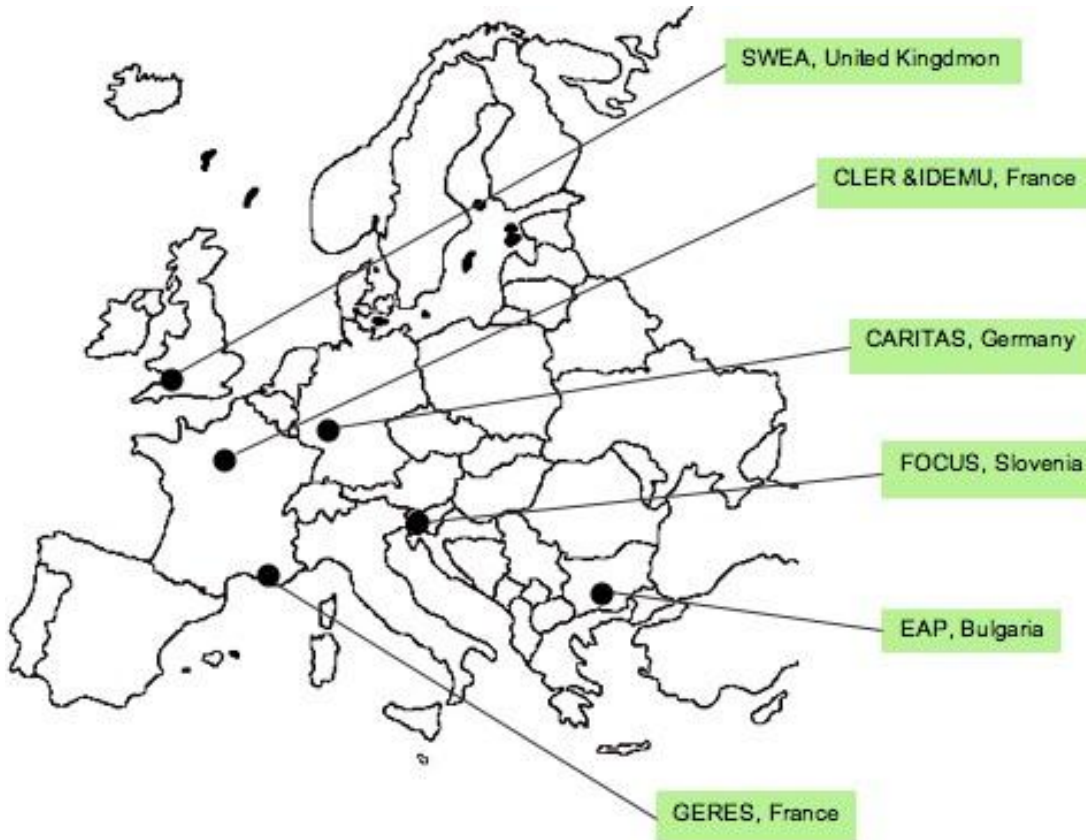 SWEA, United Kingdmon
CLER &IDEMU, France
CARITAS, Germany
FOCUS, Slovenia
EAP, Bulgaria
GERES, France